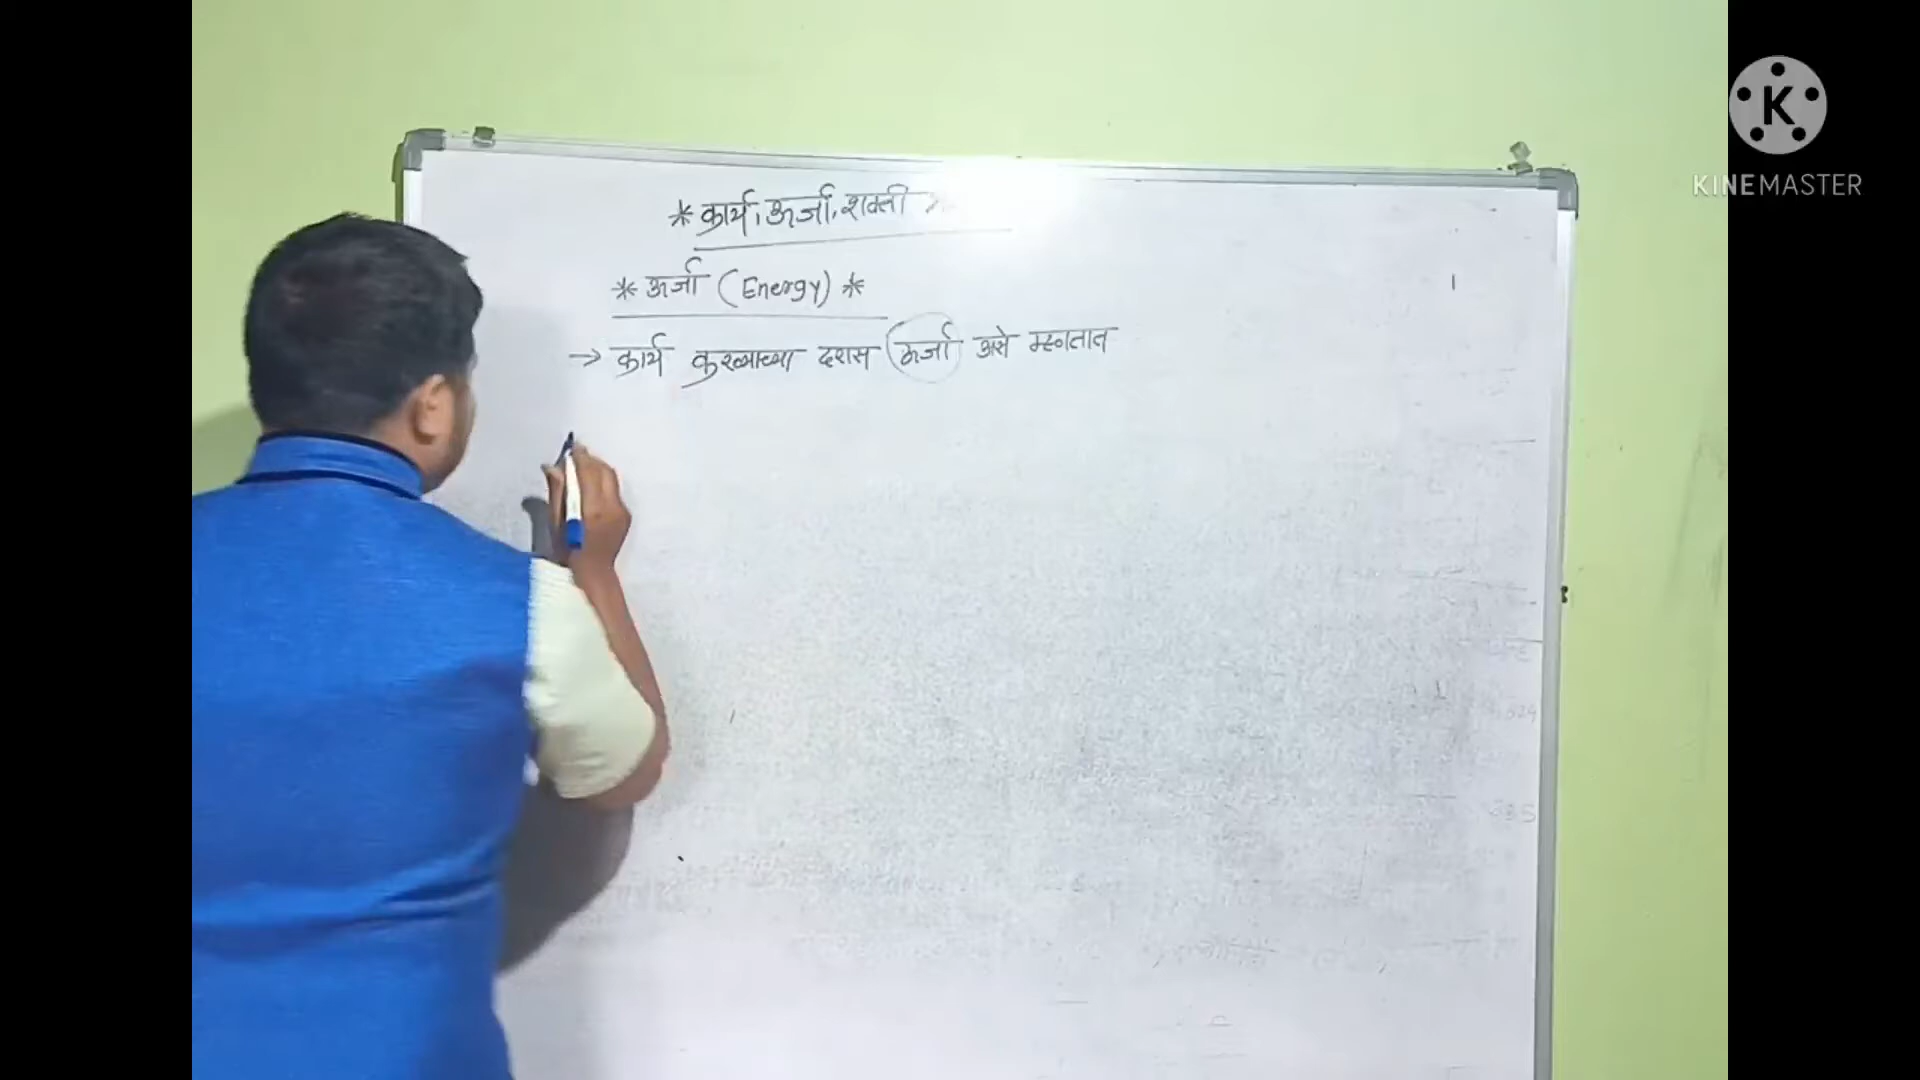 * कार्य, ऊर्जा, शक्ती
* ऊर्जा (Energy) *
→ कार्य करण्याच्या दरास ऊर्जा असे म्हणतात
KINEMASTER